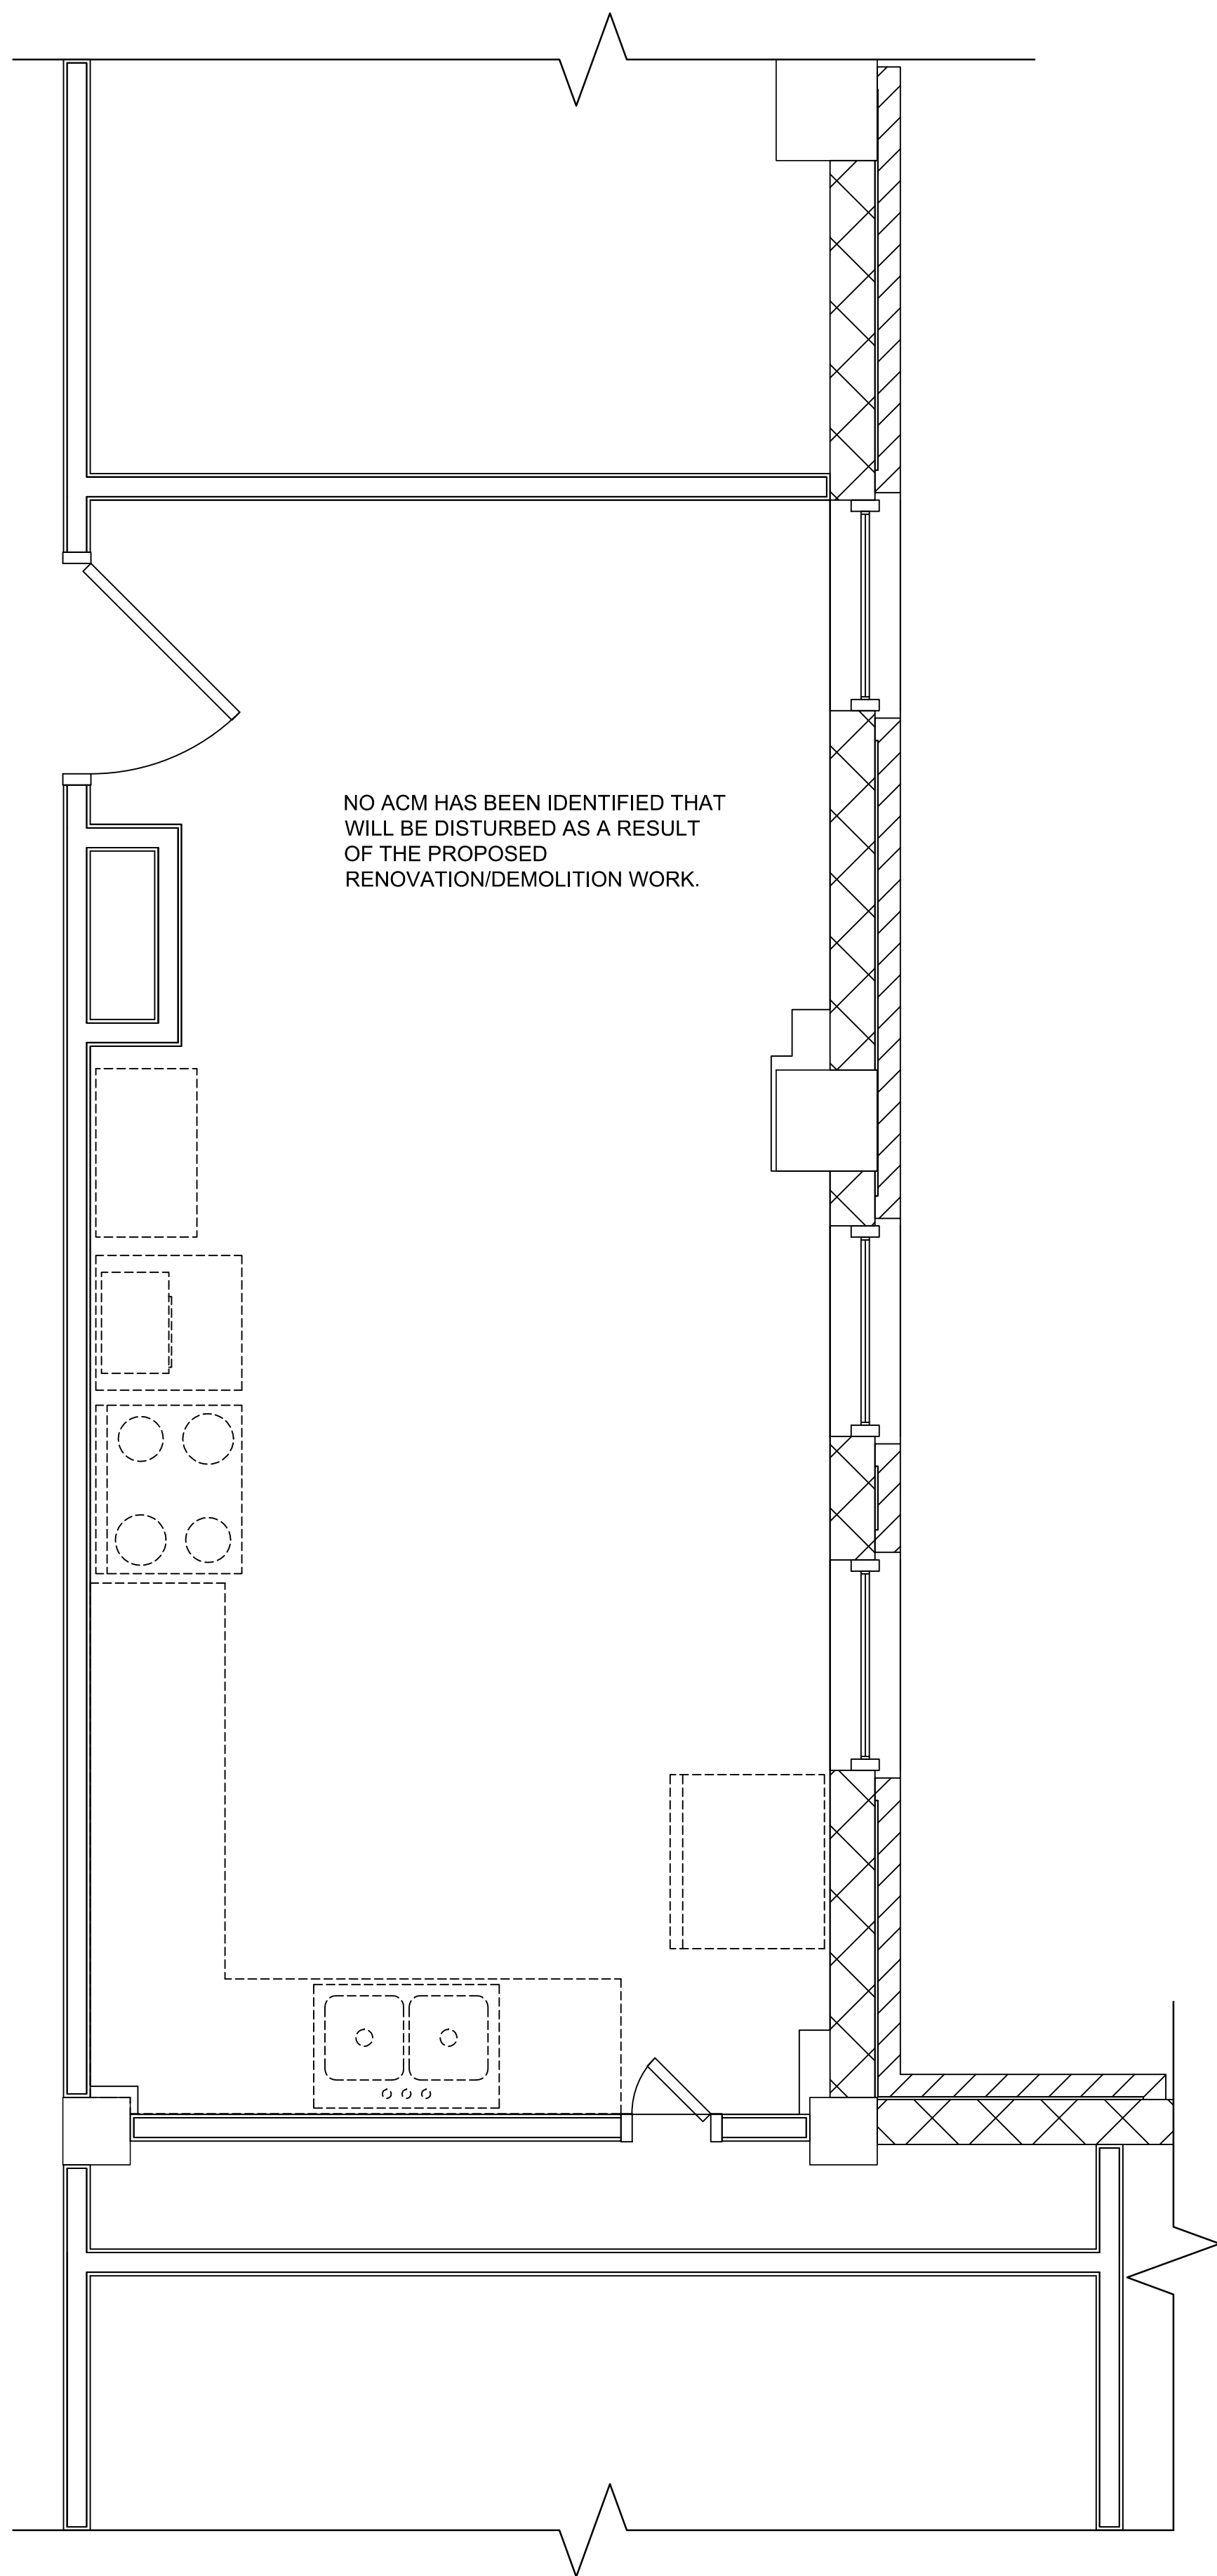 NO ACM HAS BEEN IDENTIFIED THAT
WILL BE DISTURBED AS A RESULT
OF THE PROPOSED
RENOVATION/DEMOLITION WORK.